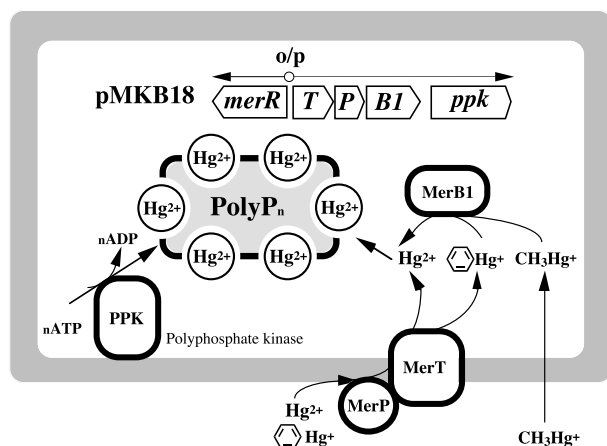 o/p
pMKB18 merR T P B1 ppk
Hg2+ Hg2+
MerB1
Hg2+ PolyPn Hg2+
nADP
Hg2+ Hg2+ Hg2+ Hg+ CH3Hg+
nATP PPK
Polyphosphate kinase
MerT
Hg2+ MerP
Hg+ CH3Hg+